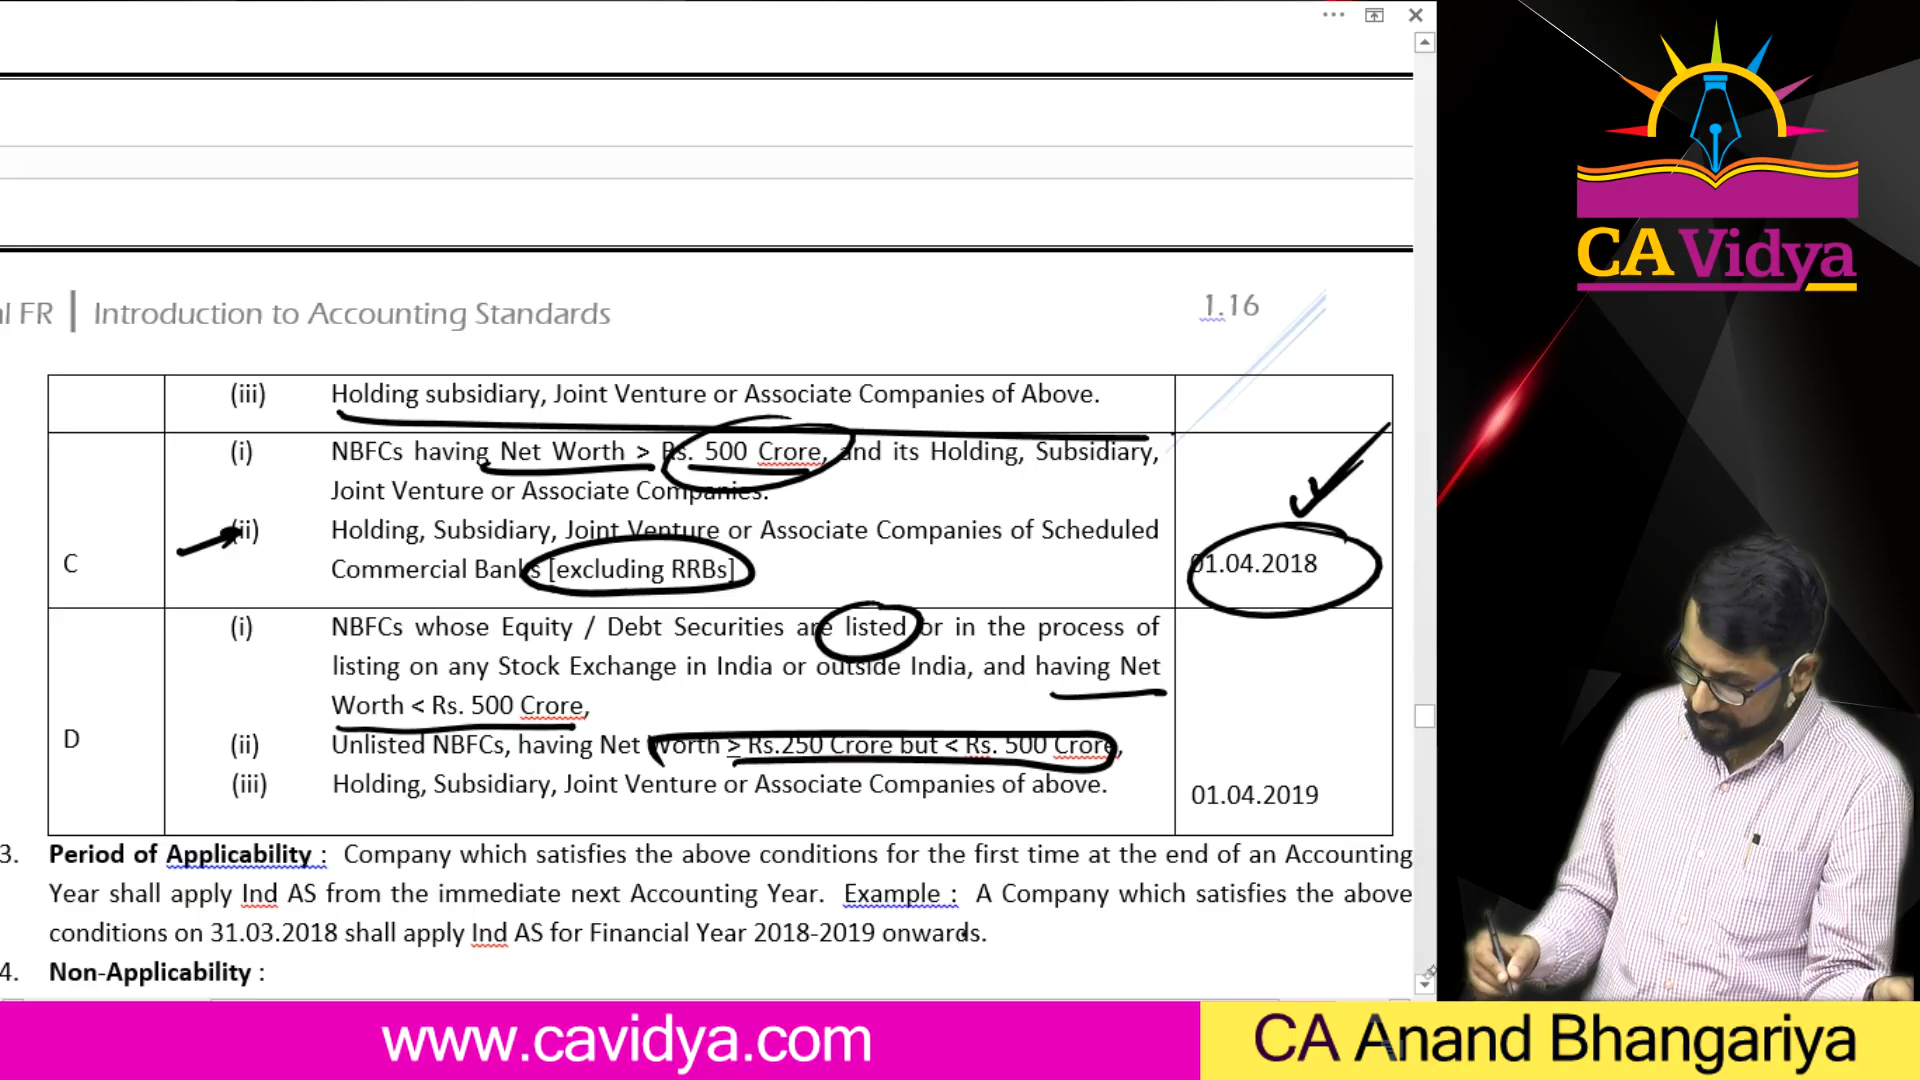 CA Vidya
al FR | Introduction to Accounting Standards 1.16
(iii) Holding subsidiary, Joint Venture or Associate Companies of Above.
(i) NBFCs having Net Worth > Rs. 500 Crore, and its Holding, Subsidiary,
Joint Venture or Associate Companies.
(ii) Holding, Subsidiary, Joint Venture or Associate Companies of Scheduled
C Commercial Banks [excluding RRBs] 01.04.2018
(i) NBFCs whose Equity / Debt Securities are listed or in the process of
listing on any Stock Exchange in India or outside India, and having Net
Worth < Rs. 500 Crore,
D (ii) Unlisted NBFCs, having Net Worth ≥ Rs.250 Crore but < Rs. 500 Crore,
(iii) Holding, Subsidiary, Joint Venture or Associate Companies of above. 01.04.2019
3. Period of Applicability : Company which satisfies the above conditions for the first time at the end of an Accounting
Year shall apply Ind AS from the immediate next Accounting Year. Example : A Company which satisfies the above
conditions on 31.03.2018 shall apply Ind AS for Financial Year 2018-2019 onwards.
4. Non-Applicability :
www.cavidya.com
CA Anand Bhangariya